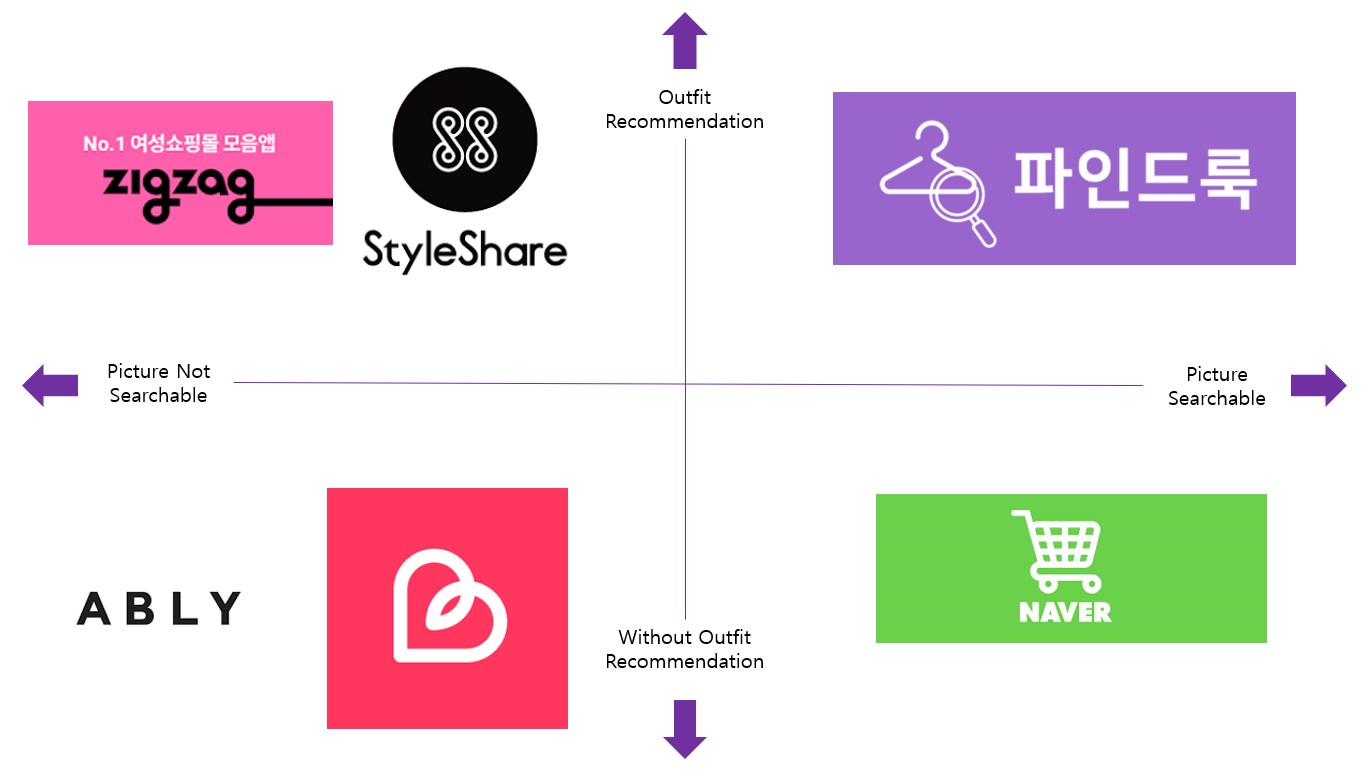 Outfit
Recommendation
No.1 여성쇼핑몰 모음앱
zigzag
StyleShare
파인드룩
Picture Not
Searchable
Picture
Searchable
ABLY
NAVER
Without Outfit
Recommendation